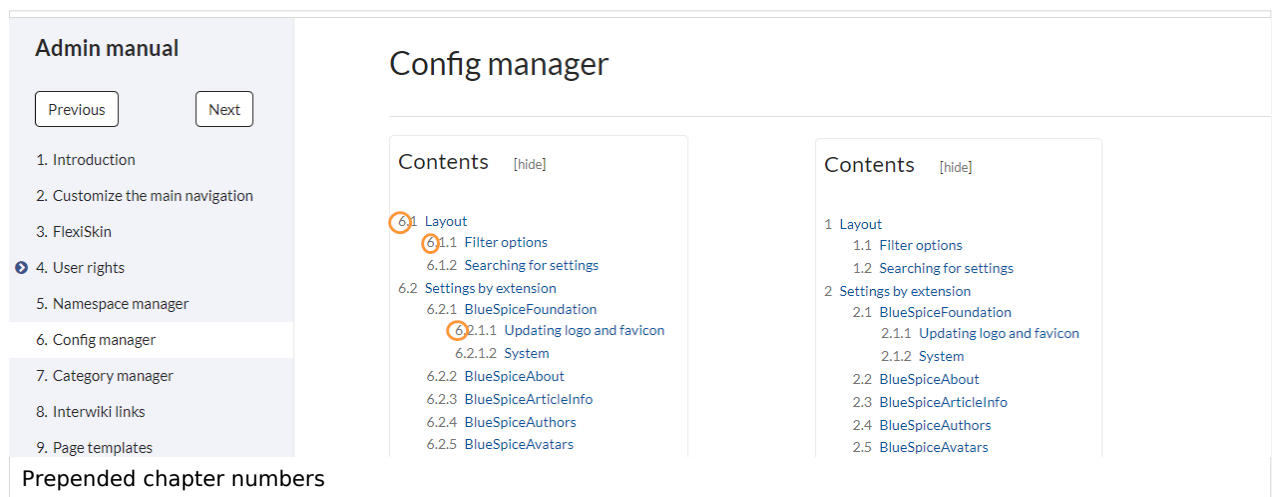 Admin manual
Previous
Next
1. Introduction
2. Customize the main navigation
3. FlexiSkin
4. User rights
5. Namespace manager
6. Config manager
7. Category manager
8. Interwiki links
9. Page templates
Config manager
Contents [hide]
6.1 Layout
6.1.1 Filter options
6.1.2 Searching for settings
6.2 Settings by extension
6.2.1 BlueSpiceFoundation
6.2.1.1 Updating logo and favicon
6.2.1.2 System
6.2.2 BlueSpiceAbout
6.2.3 BlueSpiceArticleInfo
6.2.4 BlueSpiceAuthors
6.2.5 BlueSpiceAvatars
Contents [hide]
1 Layout
1.1 Filter options
1.2 Searching for settings
2 Settings by extension
2.1 BlueSpiceFoundation
2.1.1 Updating logo and favicon
2.1.2 System
2.2 BlueSpiceAbout
2.3 BlueSpiceArticleInfo
2.4 BlueSpiceAuthors
2.5 BlueSpiceAvatars
Prepended chapter numbers